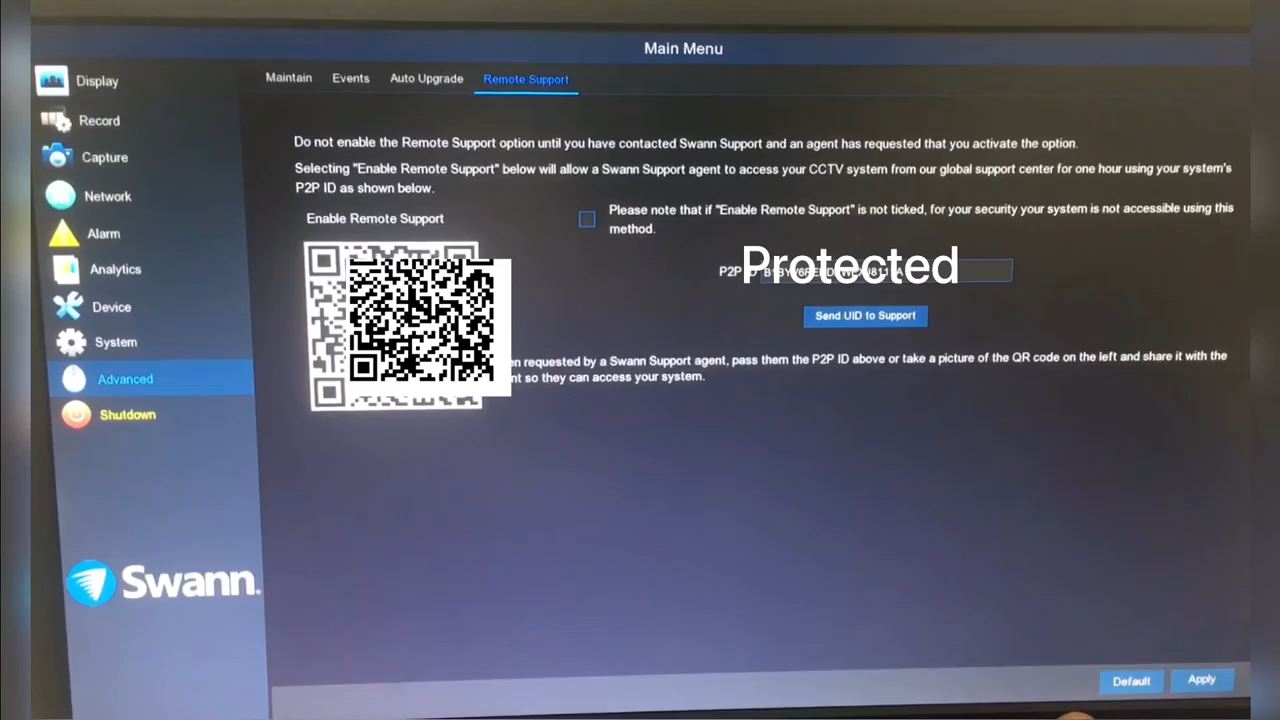 Main Menu
Display
Record
Capture
Network
Alarm
Analytics
Device
System
Advanced
Shutdown
Swann.
Maintain Events Auto Upgrade Remote Support
Do not enable the Remote Support option until you have contacted Swann Support and an agent has requested that you activate the option.
Selecting "Enable Remote Support" below will allow a Swann Support agent to access your CCTV system from our global support center for one hour using your system's
P2P ID as shown below.
Enable Remote Support
Please note that if "Enable Remote Support" is not ticked, for your security your system is not accessible using this
method.
P2P
Protected
Send UID to Support
requested by a Swann Support agent, pass them the P2P ID above or take a picture of the QR code on the left and share it with the
so they can access your system.
Default Apply